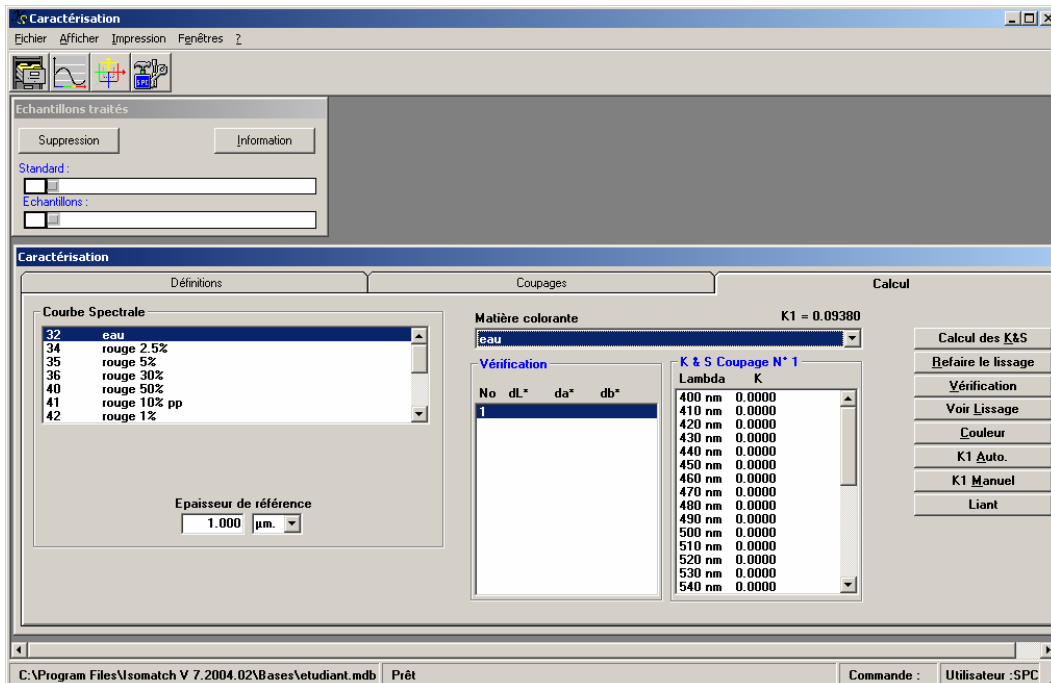 Caractérisation
Fichier Afficher Impression Fenêtres ?
SPC
Echantillons traités
Suppression Information
Standard :
Echantillons :
Caractérisation
Définitions Coupages Calcul
Courbe Spectrale
32 eau
34 rouge 2.5%
35 rouge 5%
36 rouge 30%
40 rouge 50%
41 rouge 10% pp
42 rouge 1%
Epaisseur de référence
1.000 µm.
Matière colorante K1 = 0.09380
eau
Vérification
No dL* da* db*
1
K & S Coupage N° 1
Lambda K
400 nm 0.0000
410 nm 0.0000
420 nm 0.0000
430 nm 0.0000
440 nm 0.0000
450 nm 0.0000
460 nm 0.0000
470 nm 0.0000
480 nm 0.0000
490 nm 0.0000
500 nm 0.0000
510 nm 0.0000
520 nm 0.0000
530 nm 0.0000
540 nm 0.0000
Calcul des K&S
Refaire le lissage
Vérification
Voir Lissage
Couleur
K1 Auto.
K1 Manuel
Liant
C:\Program Files\Isomatch V 7.2004.02\Bases\etudiant.mdb Prêt Commande : Utilisateur :SPC